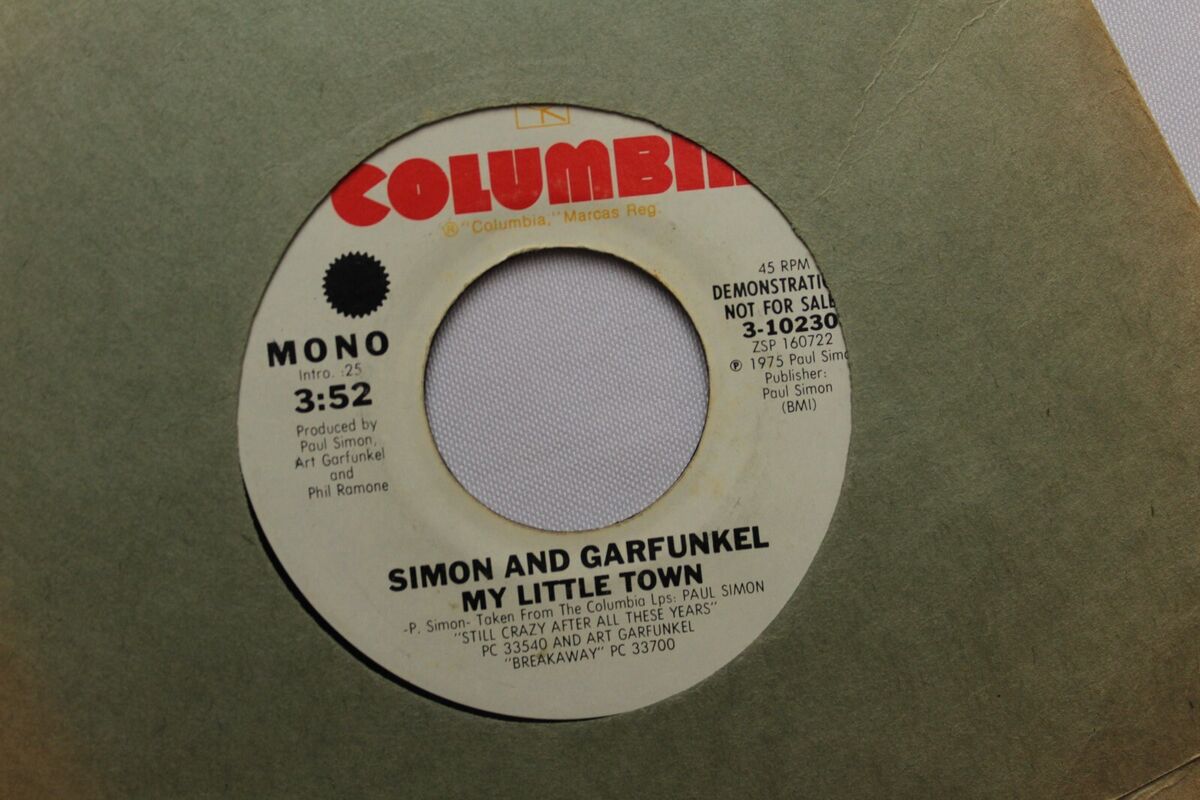 COLUMBIA
® "Columbia," Marcas Reg.
MONO
Intro. :25
3:52
Produced by
Paul Simon,
Art Garfunkel
and
Phil Ramone
45 RPM
DEMONSTRATIO
NOT FOR SALE
3-10230
ZSP 160722
℗ 1975 Paul Simo
Publisher:
Paul Simon
(BMI)
SIMON AND GARFUNKEL
MY LITTLE TOWN
-P. Simon- Taken From The Columbia Lps: PAUL SIMON
"STILL CRAZY AFTER ALL THESE YEARS"
PC 33540 AND ART GARFUNKEL
"BREAKAWAY" PC 33700